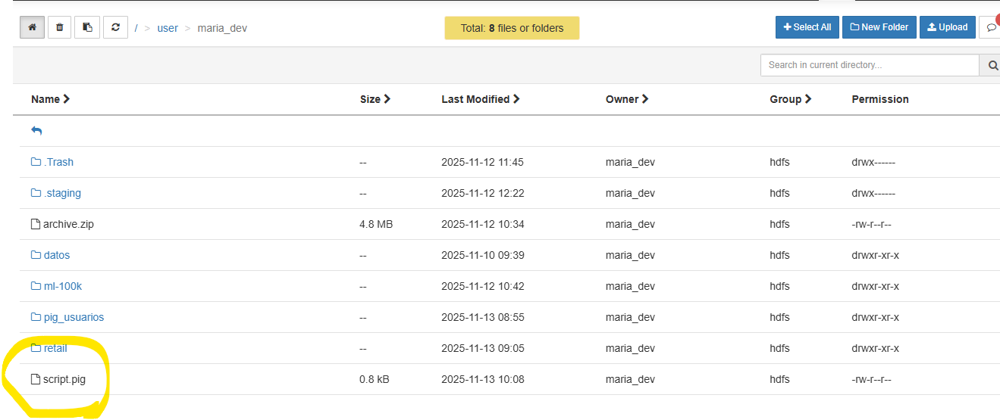 / > user > maria_dev
Total: 8 files or folders
Select All
New Folder
Upload
Search in current directory...
Name Size Last Modified Owner Group Permission
.Trash -- 2025-11-12 11:45 maria_dev hdfs drwx------
.staging -- 2025-11-12 12:22 maria_dev hdfs drwx------
archive.zip 4.8 MB 2025-11-12 10:34 maria_dev hdfs -rw-r--r--
datos -- 2025-11-10 09:39 maria_dev hdfs drwxr-xr-x
ml-100k -- 2025-11-12 10:42 maria_dev hdfs drwxr-xr-x
pig_usuarios -- 2025-11-13 08:55 maria_dev hdfs drwxr-xr-x
retail -- 2025-11-13 09:05 maria_dev hdfs drwxr-xr-x
script.pig 0.8 kB 2025-11-13 10:08 maria_dev hdfs -rw-r--r--